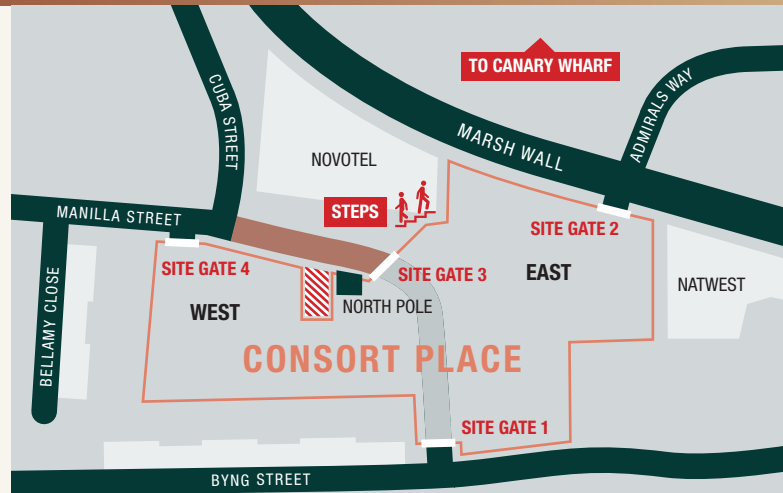 TO CANARY WHARF
CUBA STREET
ADMIRALS WAY
MARSH WALL
NOVOTEL
STEPS
MANILLA STREET
SITE GATE 2
SITE GATE 4
SITE GATE 3
EAST
NATWEST
WEST
NORTH POLE
BELLAMY CLOSE
CONSORT PLACE
SITE GATE 1
BYNG STREET